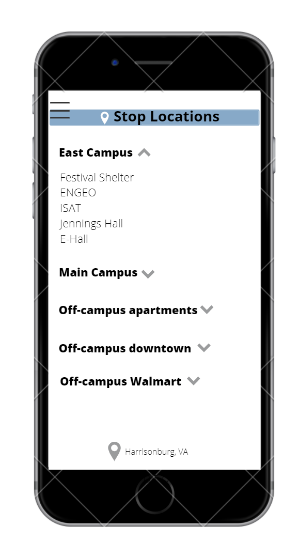 Stop Locations
East Campus
Festival Shelter
ENGEO
ISAT
Jennings Hall
E-Hall
Main Campus
Off-campus apartments
Off-campus downtown
Off-campus Walmart
Harrisonburg, VA